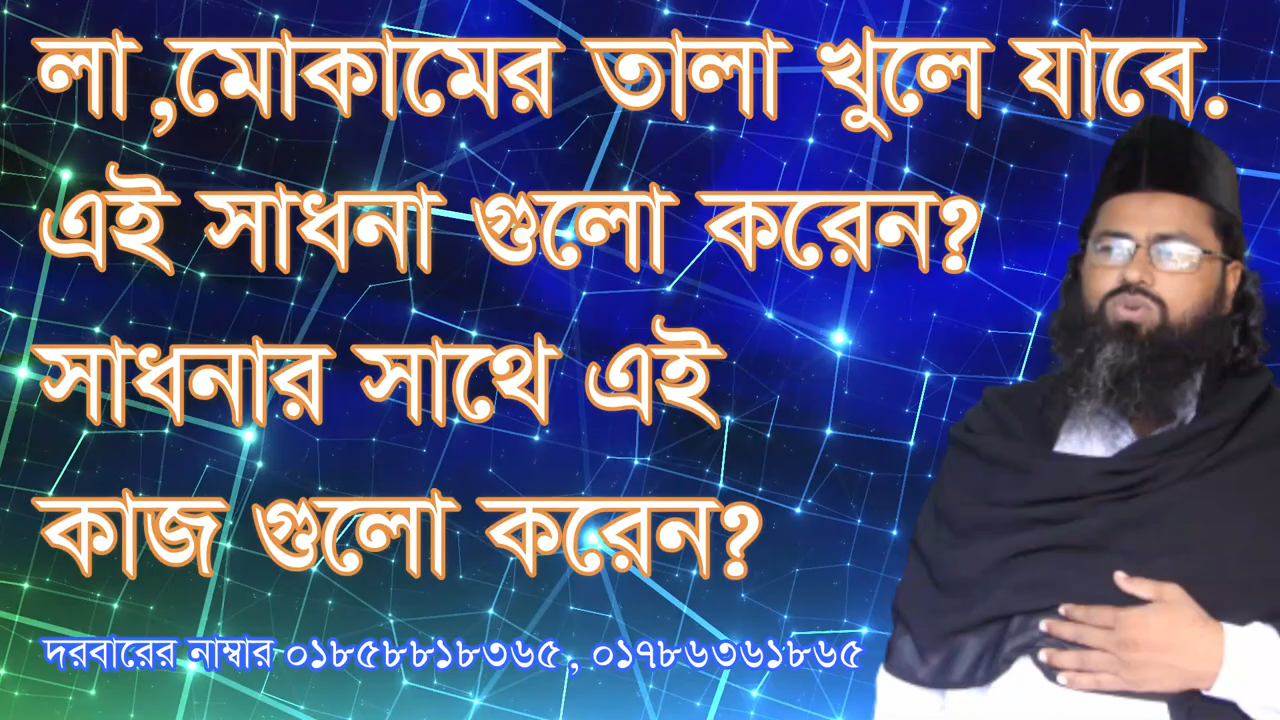 লা,মোকামের তালা খুলে যাবে.
এই সাধনা গুলো করেন?
সাধনার সাথে এই
কাজ গুলো করেন?
দরবারের নাম্বার ০১৮৫৮৮১৮৩৬৫, ০১৭৮৬৩৬১৮৬৫